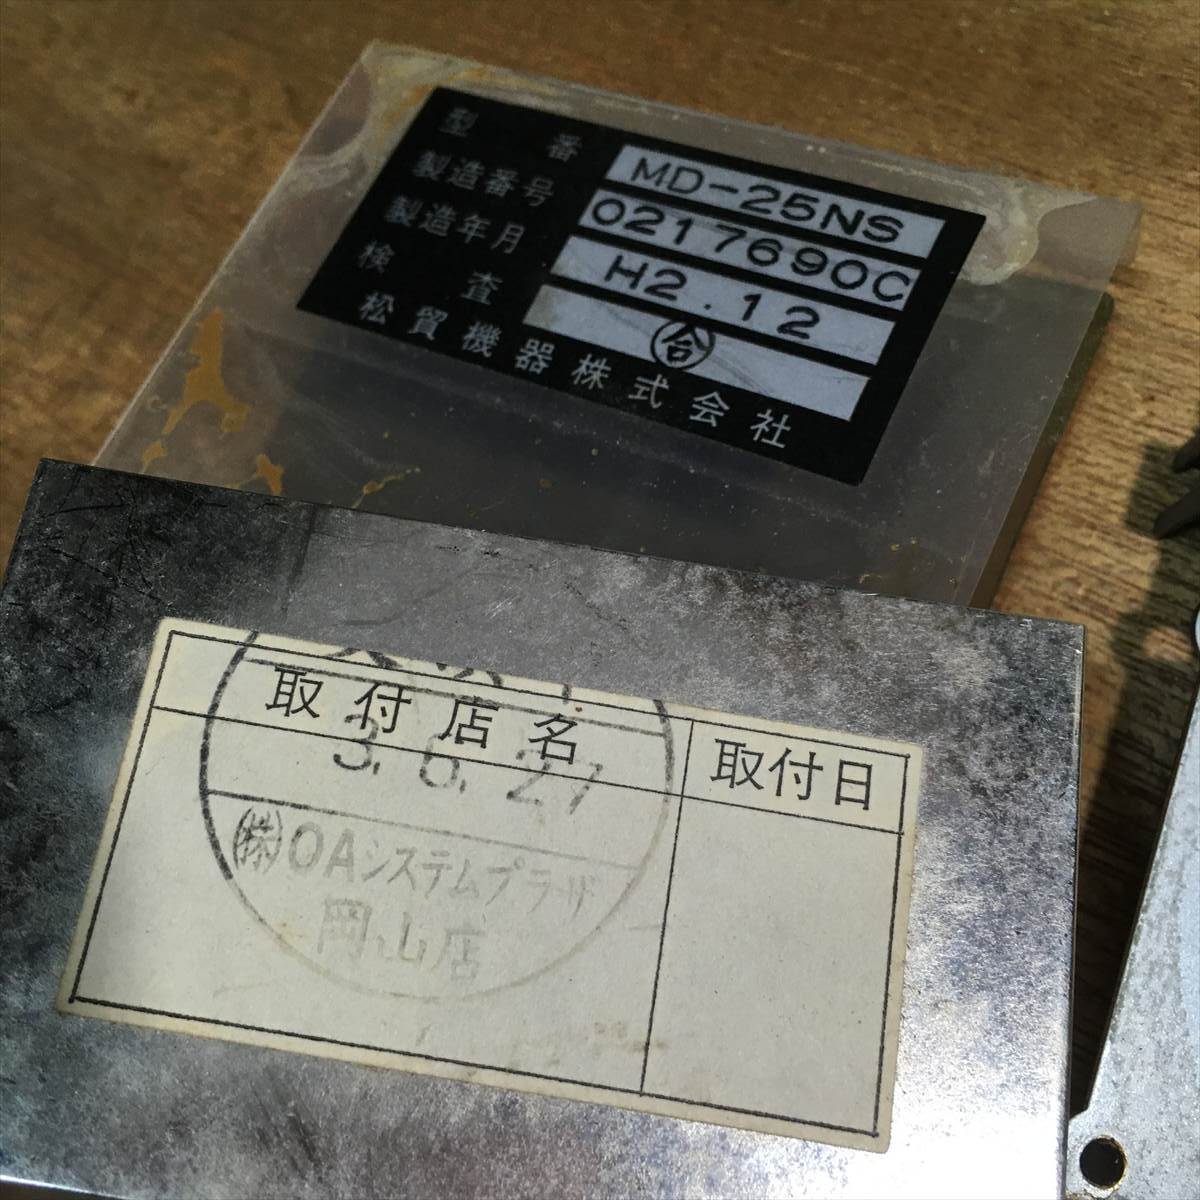 型番 MD-25NS
製造番号 0217690C
製造年月 H2.12
検査 合
松貿機器株式会社
取付店名 取付日
3.6.27
㈱OAシステムプラザ
岡山店